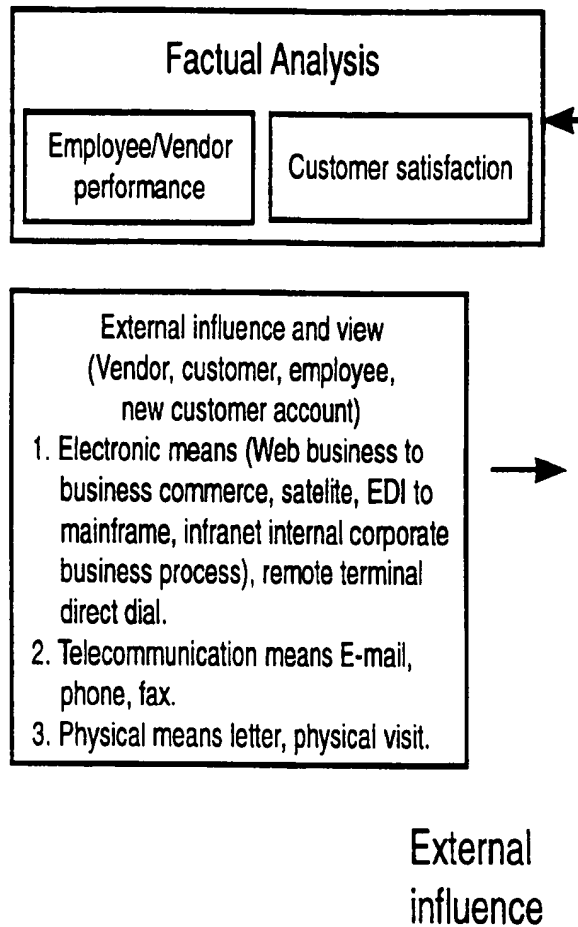 Factual Analysis
Employee/Vendor
performance
Customer satisfaction
External influence and view
(Vendor, customer, employee,
new customer account)
1. Electronic means (Web business to
business commerce, satelite, EDI to
mainframe, infranet internal corporate
business process), remote terminal
direct dial.
2. Telecommunication means E-mail,
phone, fax.
3. Physical means letter, physical visit.
External
influence